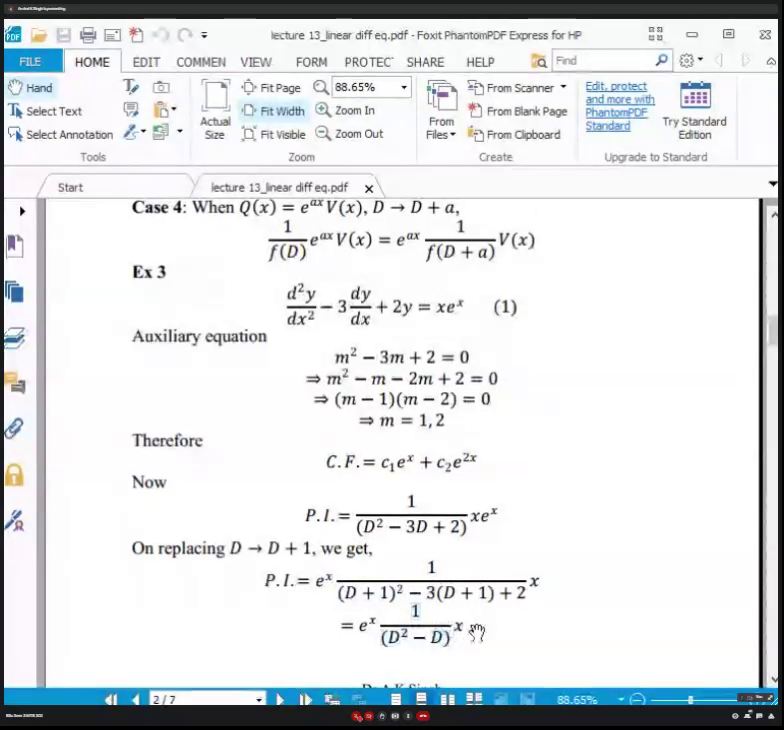 lecture 13_linear diff eq.pdf - Foxit PhantomPDF Express for HP
FILE HOME EDIT COMMEN VIEW FORM PROTEC SHARE HELP Find
Hand
Select Text
Select Annotation
Tools
Actual Size
Fit Page
Fit Width
Fit Visible
88.65%
Zoom In
Zoom Out
Zoom
From Files
From Scanner
From Blank Page
From Clipboard
Create
Edit, protect
and more with
PhantomPDF
Standard
Try Standard
Edition
Upgrade to Standard
Start
lecture 13_linear diff eq.pdf x
Case 4: When Q(x) = e^{ax}V(x), D → D + a,
\frac{1}{f(D)} e^{ax}V(x) = e^{ax} \frac{1}{f(D + a)} V(x)
Ex 3
\frac{d^2y}{dx^2} − 3\frac{dy}{dx} + 2y = xe^x (1)
Auxiliary equation
m^2 − 3m + 2 = 0
⇒ m^2 − m − 2m + 2 = 0
⇒ (m − 1)(m − 2) = 0
⇒ m = 1, 2
Therefore
C.F. = c_1e^x + c_2e^{2x}
Now
P.I. = \frac{1}{(D^2 − 3D + 2)} xe^x
On replacing D → D + 1, we get,
P.I. = e^x \frac{1}{(D + 1)^2 − 3(D + 1) + 2} x
= e^x \frac{1}{(D^2 − D)} x
2 / 7
88.65%